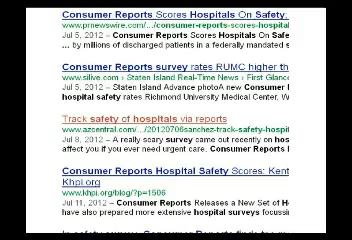 Consumer Reports Scores Hospitals On Safety;
www.prnewswire.com/.../consumer-reports-scores-hospital
Jul 5, 2012 – Consumer Reports Scores Hospitals On Safe
... by millions of discharged patients in a federally mandated s
Consumer Reports survey rates RUMC higher th
www.silive.com › Staten Island Real-Time News › First Glance
Jul 5, 2012 – Staten Island Advance photoA new Consumer
hospital safety rates Richmond University Medical Center, W
Track safety of hospitals via reports
www.azcentral.com/.../20120706sanchez-track-safety-hospit
Jul 8, 2012 – A really scary survey came out recently on hos
affect you if you ever need urgent care. Consumer Reports
Consumer Reports Hospital Safety Scores: Kent
Khpi.org
www.khpi.org/blog/?p=1506
Jul 11, 2012 – Consumer Reports Releases a New Set of H
have also prepared more extensive hospital surveys focussin